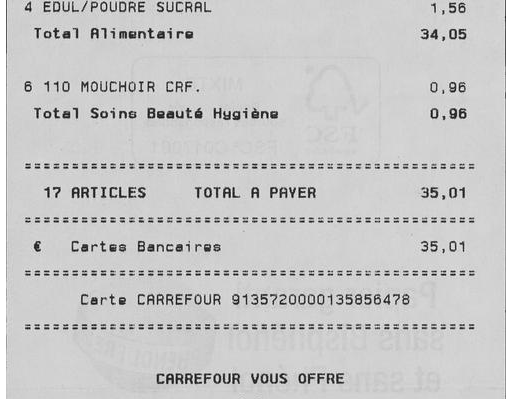 4 EDUL/POUDRE SUCRAL 1,56
Total Alimentaire 34,05
6 110 MOUCHOIR CRF. 0,96
Total Soins Beauté Hygiène 0,96
================================================
17 ARTICLES TOTAL A PAYER 35,01
================================================
€ Cartes Bancaires 35,01
================================================
Carte CARREFOUR 9135720000135856478
================================================
CARREFOUR VOUS OFFRE